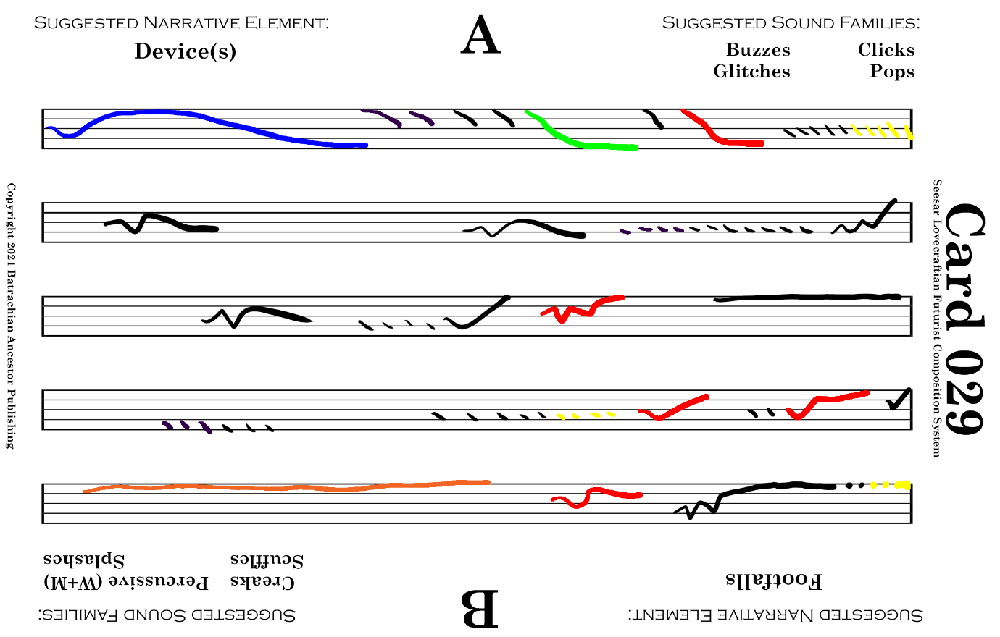 Suggested Narrative Element:
Device(s)
A
Suggested Sound Families:
Buzzes Clicks
Glitches Pops
Copyright 2021 Batrachian Ancestor Publishing
Card 029
Seesar Lovecraftian Futurist Composition System
B
Suggested Narrative Element:
Footfalls
Suggested Sound Families:
Creaks Percussive (W+M)
Scuffles Splashes